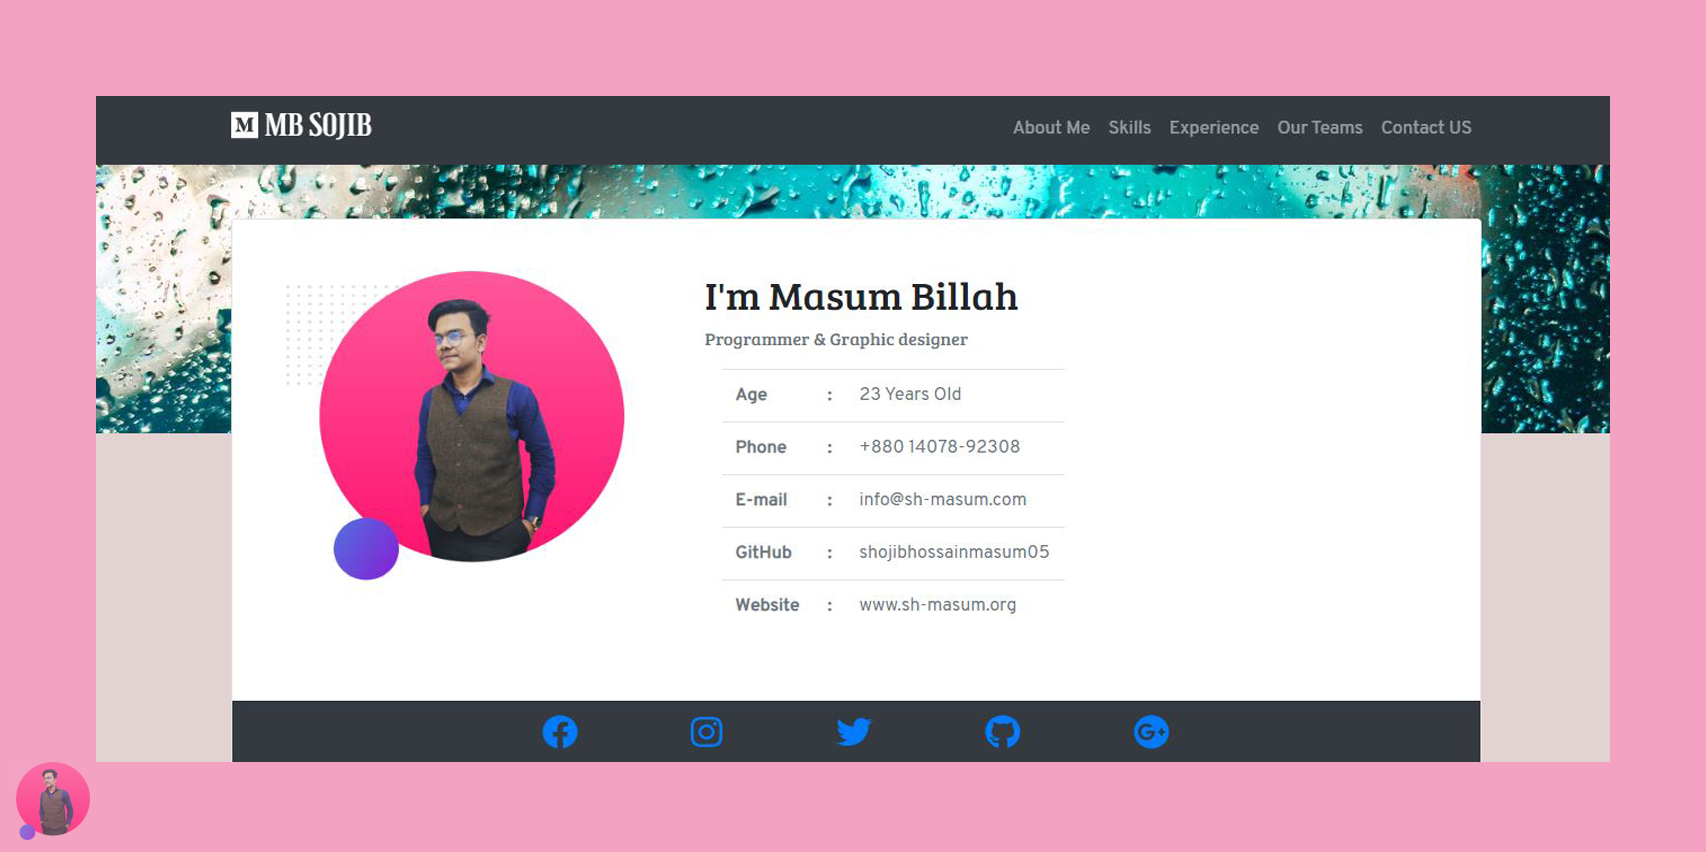 M MB SOJIB
About Me Skills Experience Our Teams Contact US
I'm Masum Billah
Programmer & Graphic designer
Age : 23 Years Old
Phone : +880 14078-92308
E-mail : info@sh-masum.com
GitHub : shojibhossainmasum05
Website : www.sh-masum.org